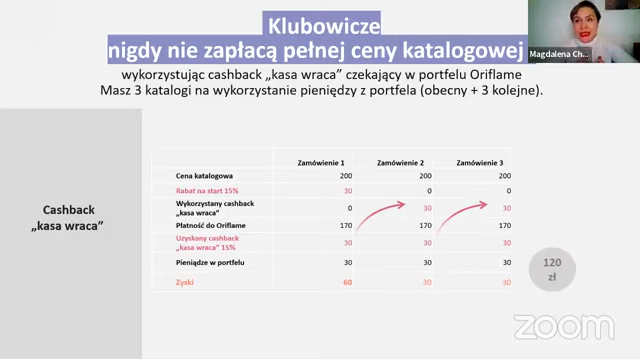 Klubowicze
nigdy nie zapłacą pełnej ceny katalogowej
wykorzystując cashback „kasa wraca” czekający w portfelu Oriflame
Masz 3 katalogi na wykorzystanie pieniędzy z portfela (obecny + 3 kolejne).
Magdalena Ch...
Cashback
„kasa wraca”
Zamówienie 1 Zamówienie 2 Zamówienie 3
Cena katalogowa 200 200 200
Rabat na start 15% 30 0 0
Wykorzystany cashback
„kasa wraca” 0 30 30
Płatność do Oriflame 170 170 170
Uzyskany cashback
„kasa wraca” 15% 30 30 30
Pieniądze w portfelu 30 30 30
Zyski 60 30 30
120
zł
zoom